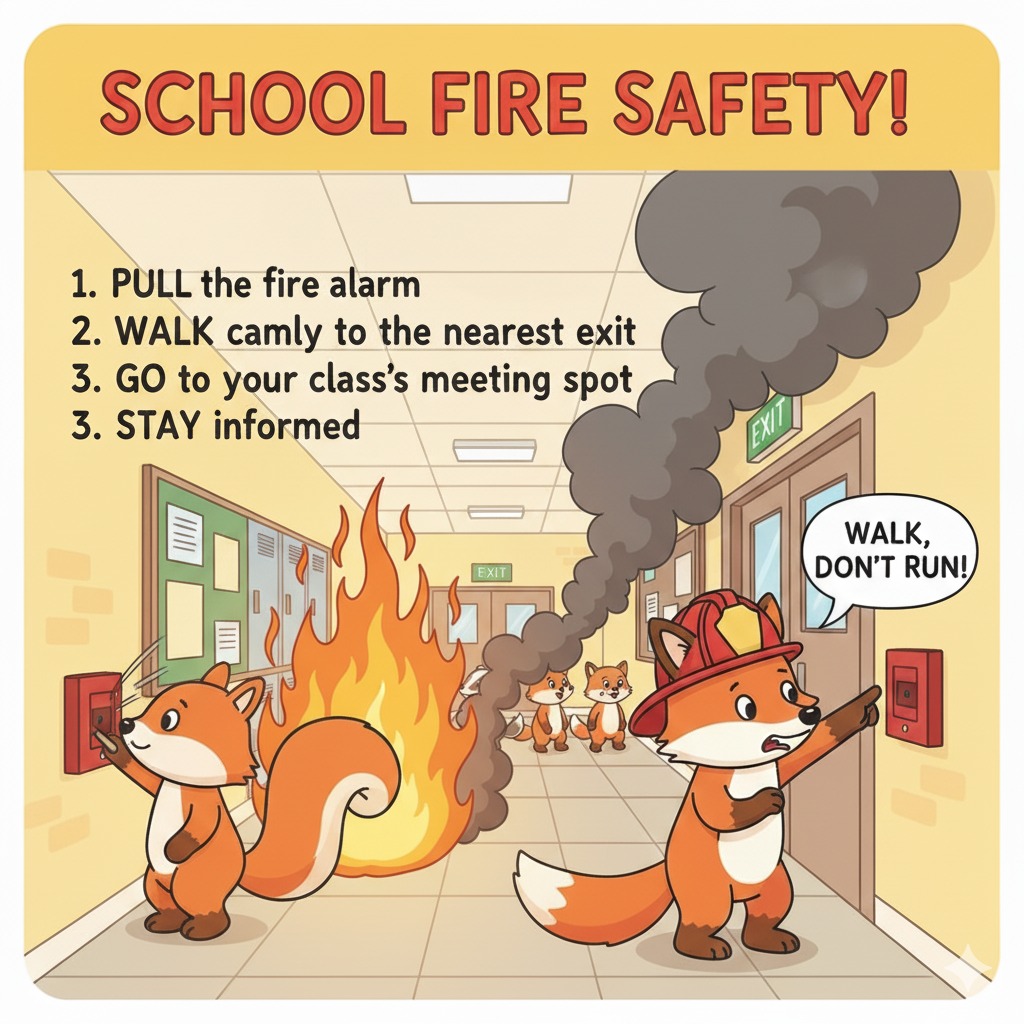 SCHOOL FIRE SAFETY!
1. PULL the fire alarm
2. WALK camly to the nearest exit
3. GO to your class's meeting spot
3. STAY informed
EXIT
WALK,
DON'T RUN!
EXIT